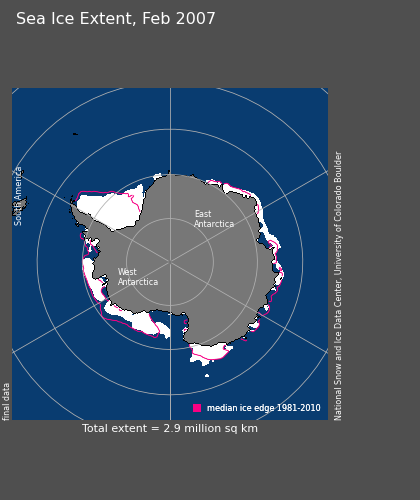 Sea Ice Extent, Feb 2007
South America
East
Antarctica
West
Antarctica
National Snow and Ice Data Center, University of Colorado Boulder
final data
median ice edge 1981-2010
Total extent = 2.9 million sq km